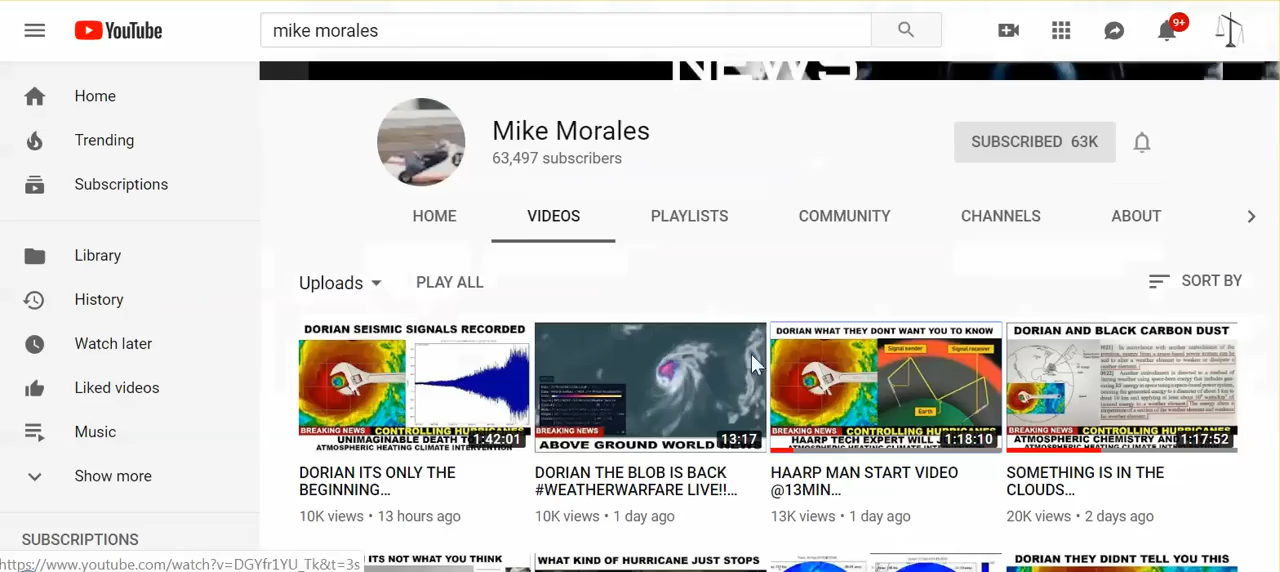 YouTube
mike morales
9+
NEWS
Home
Trending
Subscriptions
Library
History
Watch later
Liked videos
Music
Show more
SUBSCRIPTIONS
https://www.youtube.com/watch?v=DGYfr1YU_Tk&t=3s
Mike Morales
63,497 subscribers
SUBSCRIBED 63K
HOME VIDEOS PLAYLISTS COMMUNITY CHANNELS ABOUT
Uploads PLAY ALL SORT BY
DORIAN SEISMIC SIGNALS RECORDED
BREAKING NEWS CONTROLLING HURRICANES
UNIMAGINABLE DEATH
ATMOSPHERIC HEATING CLIMATE INTERVENTION
1:42:01
DORIAN ITS ONLY THE
BEGINNING...
10K views • 13 hours ago
BREAKING NEWS
ABOVE GROUND WORLD
13:17
DORIAN THE BLOB IS BACK
#WEATHERWARFARE LIVE!!...
10K views • 1 day ago
DORIAN WHAT THEY DONT WANT YOU TO KNOW
Signal sender
Signal receiver
Earth
BREAKING NEWS CONTROLLING HURRICANES
HAARP TECH EXPERT WILL
1:18:10
HAARP MAN START VIDEO
@13MIN...
13K views • 1 day ago
DORIAN AND BLACK CARBON DUST
BREAKING NEWS CONTROLLING HURRICANES
ATMOSPHERIC CHEMISTRY AND
ATMOSPHERIC HEATING CLIMATE INTERVENTION
1:17:52
SOMETHING IS IN THE
CLOUDS...
20K views • 2 days ago
ITS NOT WHAT YOU THINK
WHAT KIND OF HURRICANE JUST STOPS
DORIAN THEY DIDNT TELL YOU THIS